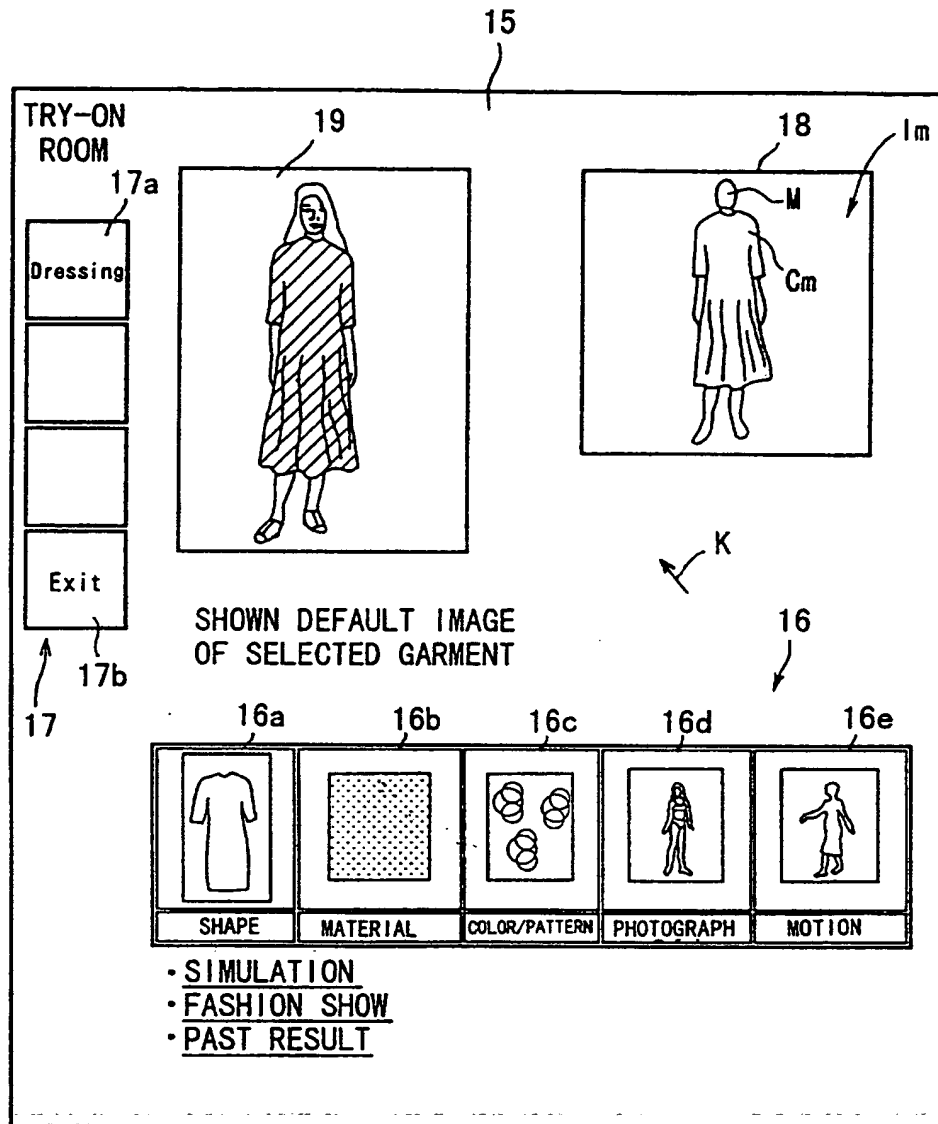 15
TRY-ON
ROOM
19
18
Im
17a
M
Dressing
Cm
K
Exit
SHOWN DEFAULT IMAGE
OF SELECTED GARMENT
16
17b
17
16a
16b
16c
16d
16e
SHAPE
MATERIAL
COLOR/PATTERN
PHOTOGRAPH
MOTION
・SIMULATION
・FASHION SHOW
・PAST RESULT